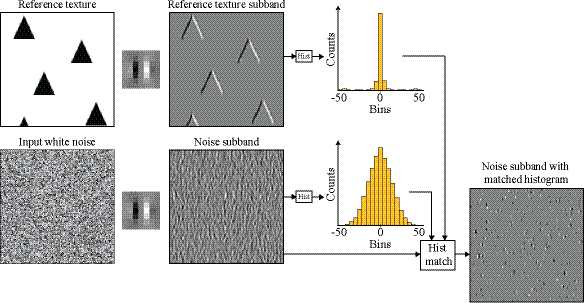 Reference texture
Reference texture subband
Hist
Counts
-50 0 50
Bins
Input white noise
Noise subband
Hist
Counts
-50 0 50
Bins
Hist
match
Noise subband with
matched histogram